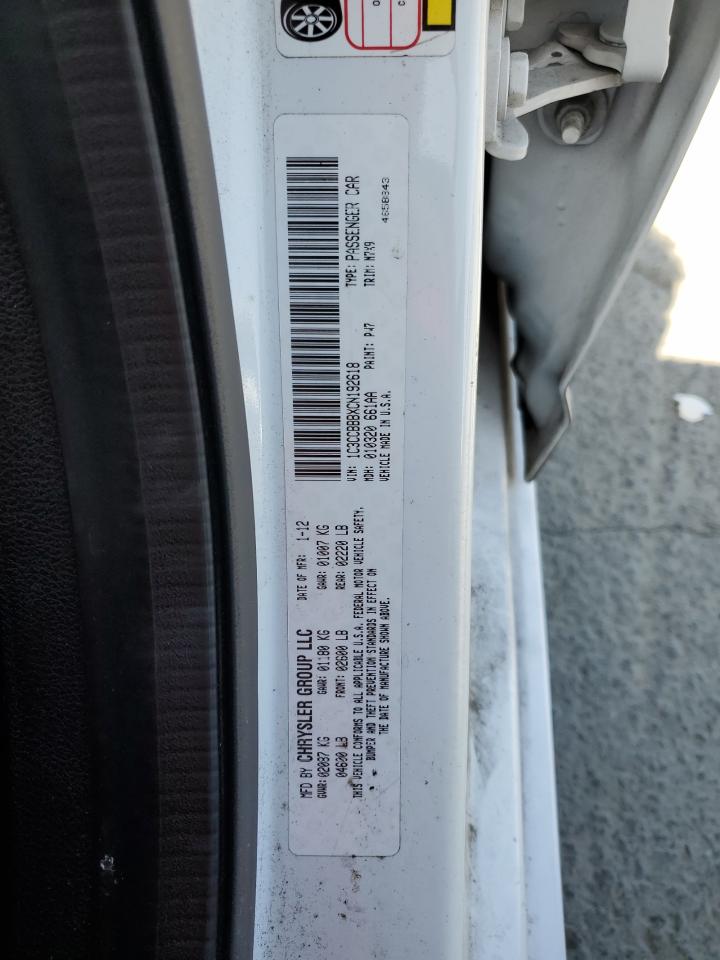 MFD BY CHRYSLER GROUP LLC
DATE OF MFR: 1-12
GVWR: 02087 KG
GAWR: 01180 KG
GAWR: 01007 KG
04600 LB
FRONT: 02600 LB
REAR: 02220 LB
THIS VEHICLE CONFORMS TO ALL APPLICABLE U.S.A. FEDERAL MOTOR VEHICLE SAFETY,
BUMPER AND THEFT PREVENTION STANDARDS IN EFFECT ON
THE DATE OF MANUFACTURE SHOWN ABOVE.
H
VIN: 1C3CCBBBXCN192618
TYPE: PASSENGER CAR
MDH: 010320 661AA
PAINT: PW7
TRIM: M7X9
VEHICLE MADE IN U.S.A.
4658843